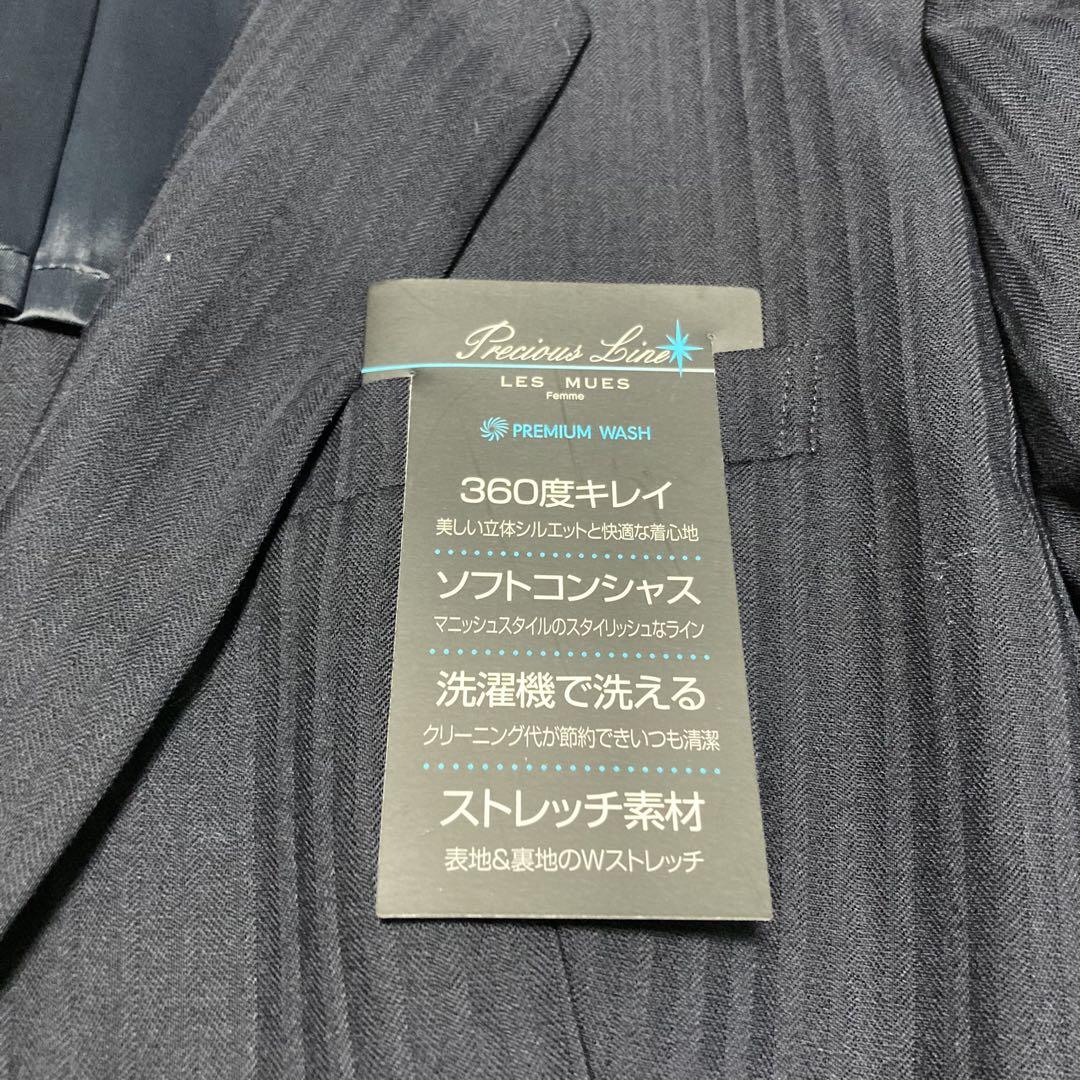 Precious Line
LES MUES
Femme
PREMIUM WASH
360度キレイ
美しい立体シルエットと快適な着心地
ソフトコンシャス
マニッシュスタイルのスタイリッシュなライン
洗濯機で洗える
クリーニング代が節約できいつも清潔
ストレッチ素材
表地&裏地のWストレッチ